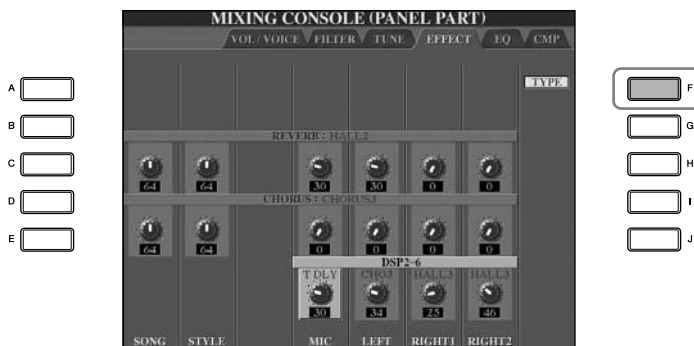 MIXING CONSOLE (PANEL PART)
VOL / VOICE FILTER TUNE EFFECT EQ CMP
A TYPE F
B G
REVERB : HALL2
C 64 64 30 30 0 0 H
CHORUS : CHORUS3
D I
E 64 64 0 0 0 0 J
DSP2-6
T DLY CHO3 HALL3 HALL3
30 34 25 46
SONG STYLE MIC LEFT RIGHT1 RIGHT2